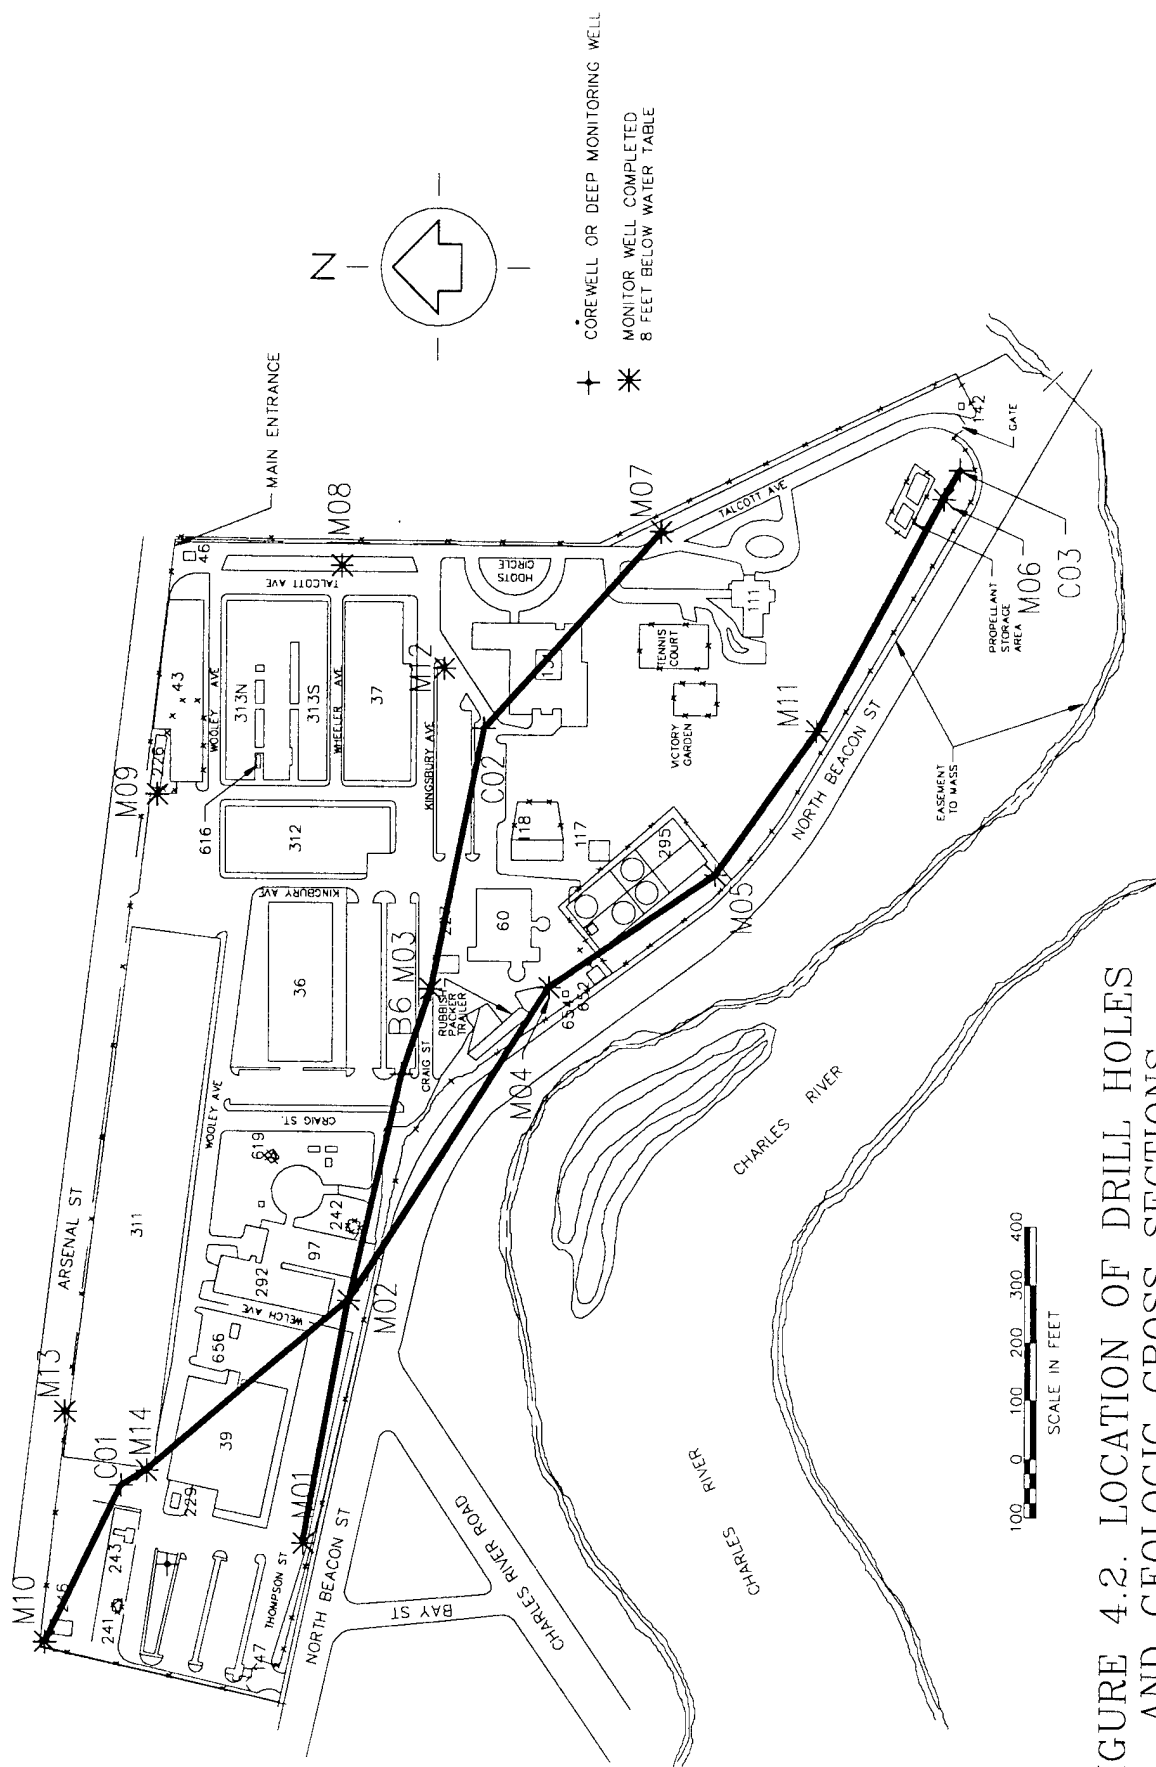 M10
246
241
243
C01
M14
M13
ARSENAL ST
229
39
656
WELCH AVE
292
97
242
619
311
WOOLEY AVE
CRAIG ST.
CRAIG ST
M01
THOMPSON ST
147
NORTH BEACON ST
BAY ST
CHARLES RIVER ROAD
M02
36
KINGBURY AVE
312
616
M09
226
43
WOOLEY AVE
313N
313S
WHEELER AVE
37
TALCOTT AVE
46
MAIN ENTRANCE
M08
M12
KINGSBURY AVE
B6
M03
227
RUBBISH
PACKER
TRAILER
60
C02
118
117
295
131
HDQTS
CIRCLE
M07
TALCOTT AVE
111
TENNIS
COURT
VICTORY
GARDEN
M04
654
652
M05
M11
NORTH BEACON ST
PROPELLANT
STORAGE
AREA
M06
C03
142
GATE
EASEMENT
TO MASS
CHARLES RIVER
CHARLES RIVER
N
COREWELL OR DEEP MONITORING WELL
MONITOR WELL COMPLETED
8 FEET BELOW WATER TABLE
100 0 100 200 300 400
SCALE IN FEET
IGURE 4.2. LOCATION OF DRILL HOLES
AND GEOLOGIC CROSS SECTIONS